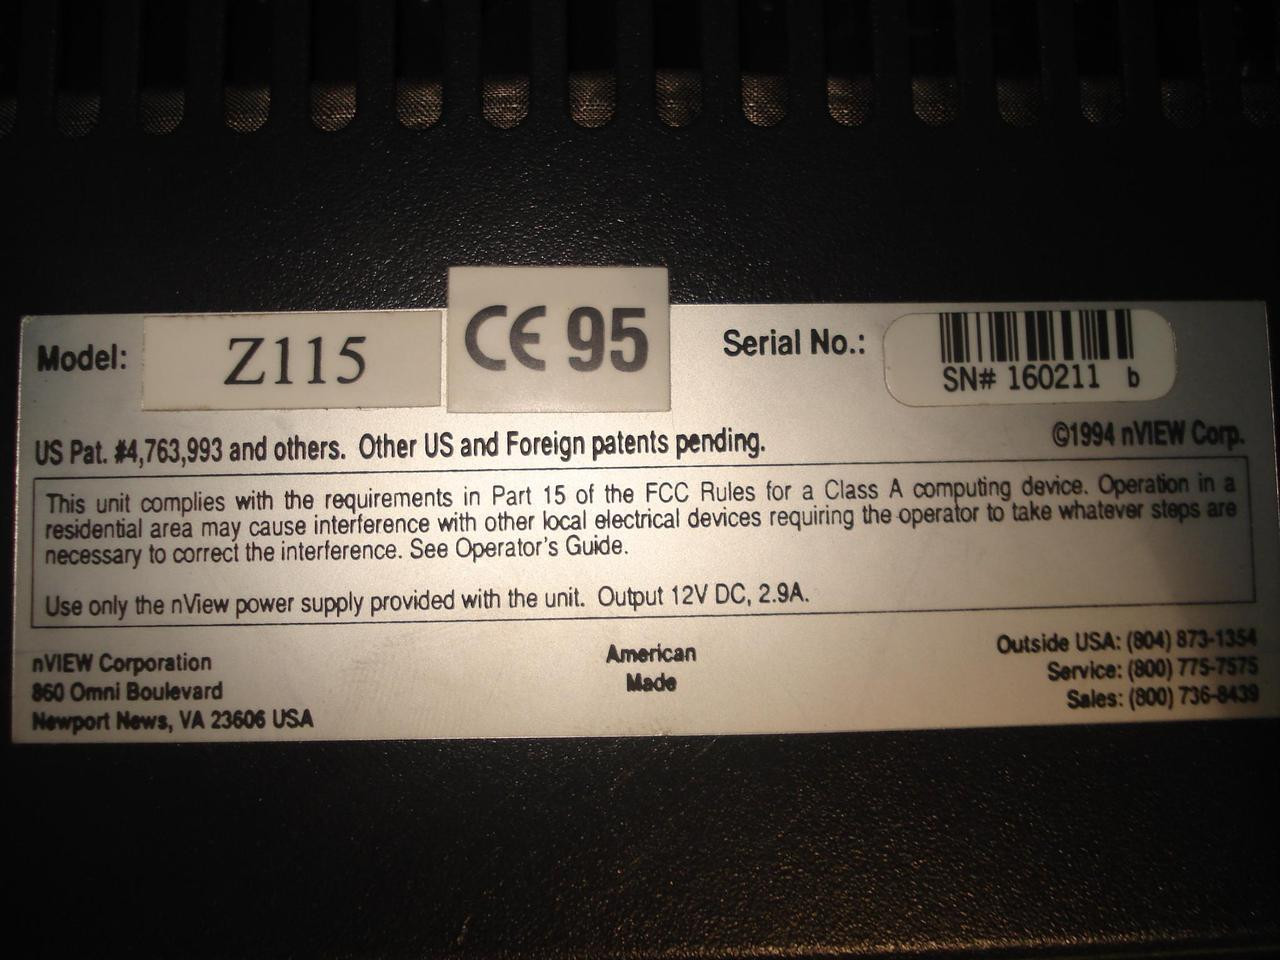 Model: Z115 CE 95 Serial No.: SN# 160211 b
US Pat. #4,763,993 and others. Other US and Foreign patents pending. ©1994 nVIEW Corp.
This unit complies with the requirements in Part 15 of the FCC Rules for a Class A computing device. Operation in a
residential area may cause interference with other local electrical devices requiring the operator to take whatever steps are
necessary to correct the interference. See Operator's Guide.
Use only the nView power supply provided with the unit. Output 12V DC, 2.9A.
nVIEW Corporation
860 Omni Boulevard
Newport News, VA 23606 USA
American
Made
Outside USA: (804) 873-1354
Service: (800) 775-7575
Sales: (800) 736-8439